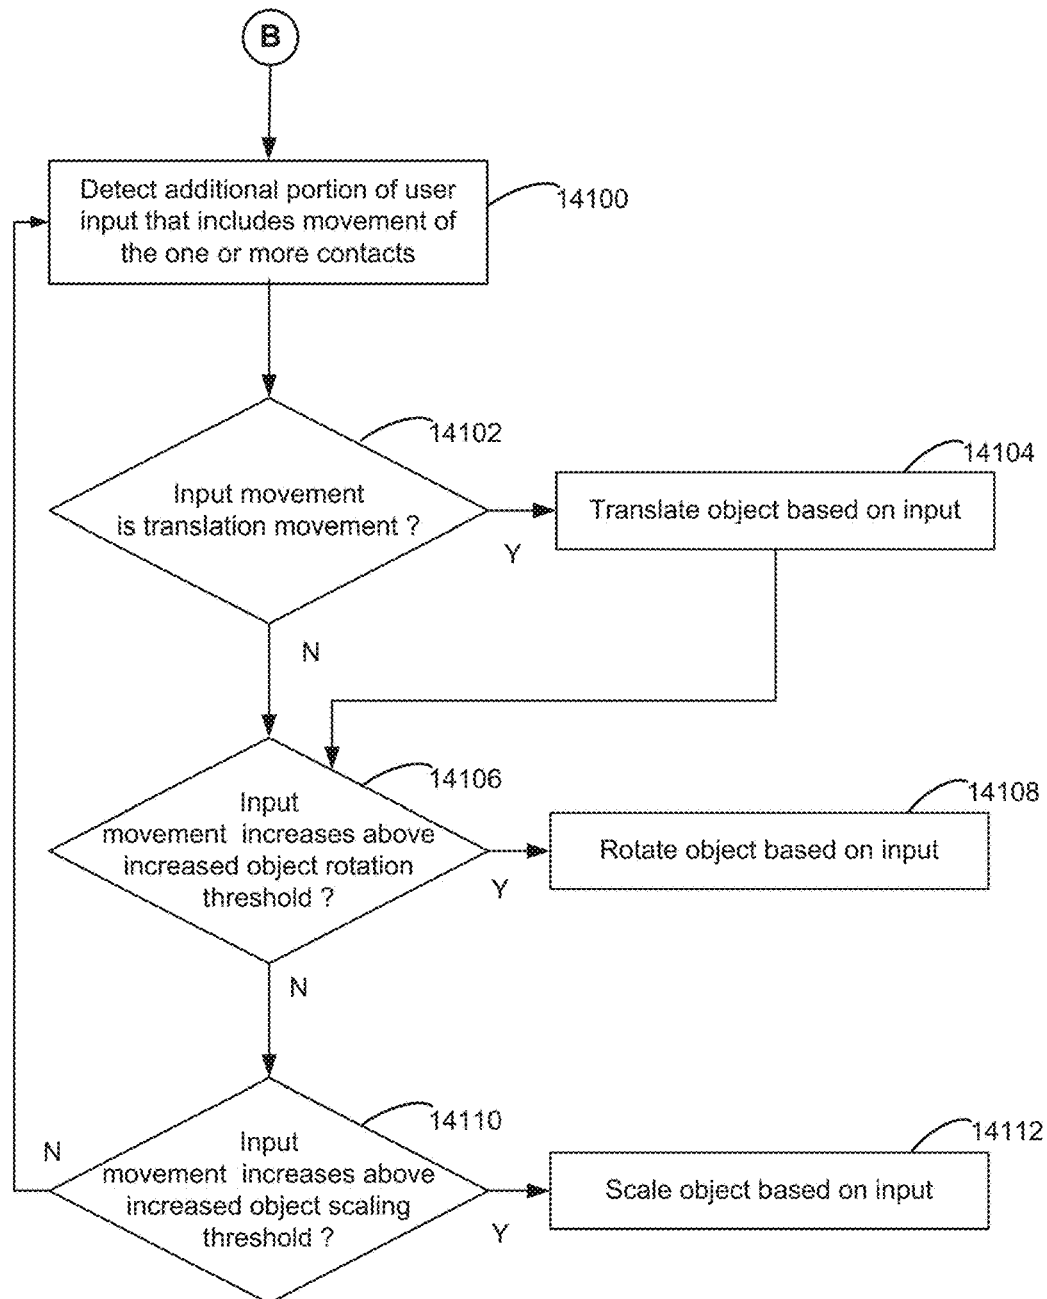 B
Detect additional portion of user
input that includes movement of
the one or more contacts
14100
14102
Input movement
is translation movement ?
Y
N
14104
Translate object based on input
14106
Input
movement increases above
increased object rotation
threshold ?
Y
N
14108
Rotate object based on input
14110
Input
movement increases above
increased object scaling
threshold ?
N
Y
14112
Scale object based on input